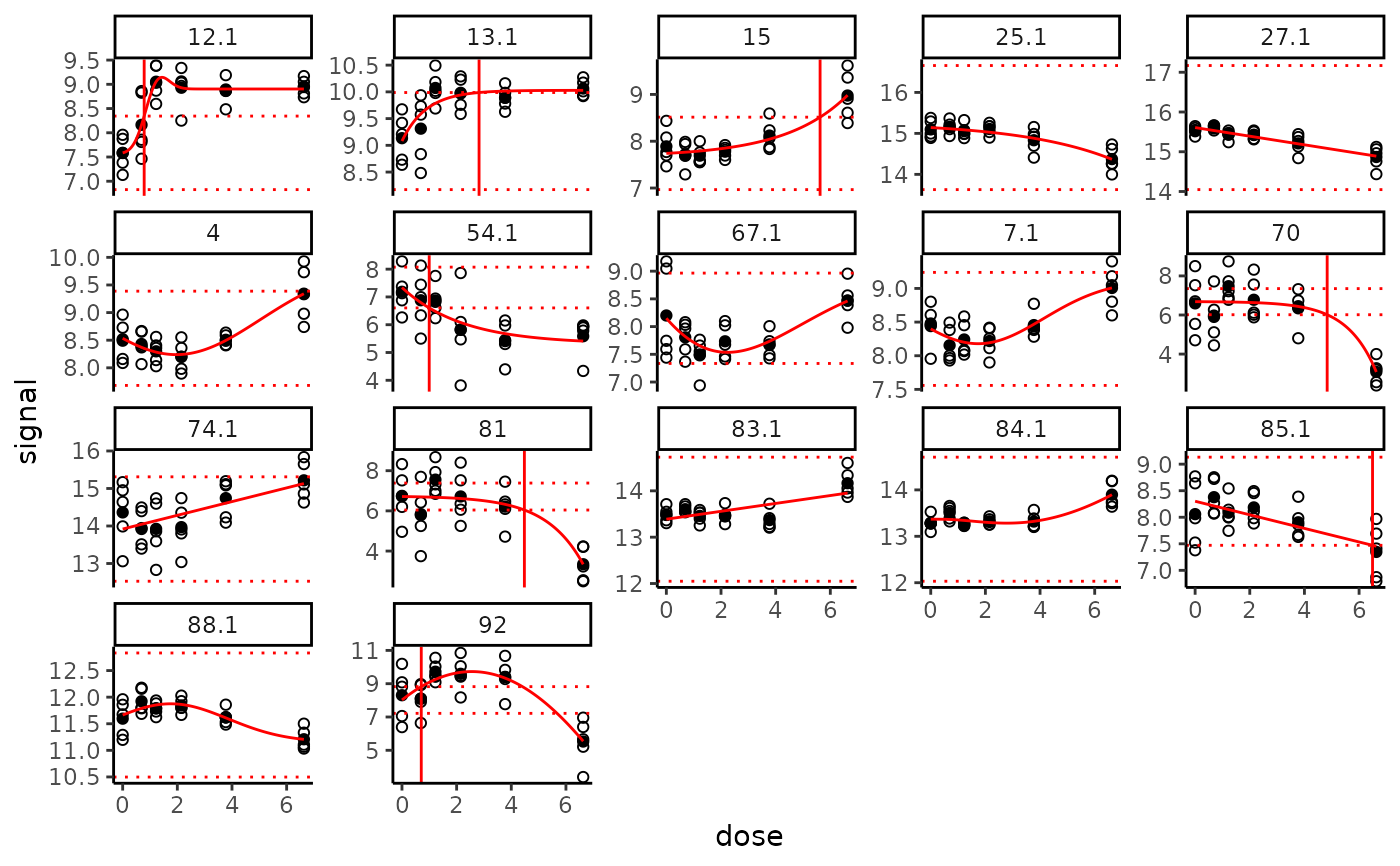 12.1 13.1 15 25.1 27.1
9.5 9.0 8.5 8.0 7.5 7.0
10.5 10.0 9.5 9.0 8.5
9 8 7
16 15 14
17 16 15 14
4 54.1 67.1 7.1 70
10.0 9.5 9.0 8.5 8.0
8 7 6 5 4
9.0 8.5 8.0 7.5 7.0
9.0 8.5 8.0 7.5
8 6 4
74.1 81 83.1 84.1 85.1
16 15 14 13
8 6 4
14 13 12
14 13 12
9.0 8.5 8.0 7.5 7.0
0 2 4 6
0 2 4 6
0 2 4 6
88.1 92
12.5 12.0 11.5 11.0 10.5
11 9 7 5
0 2 4 6
0 2 4 6
signal
dose